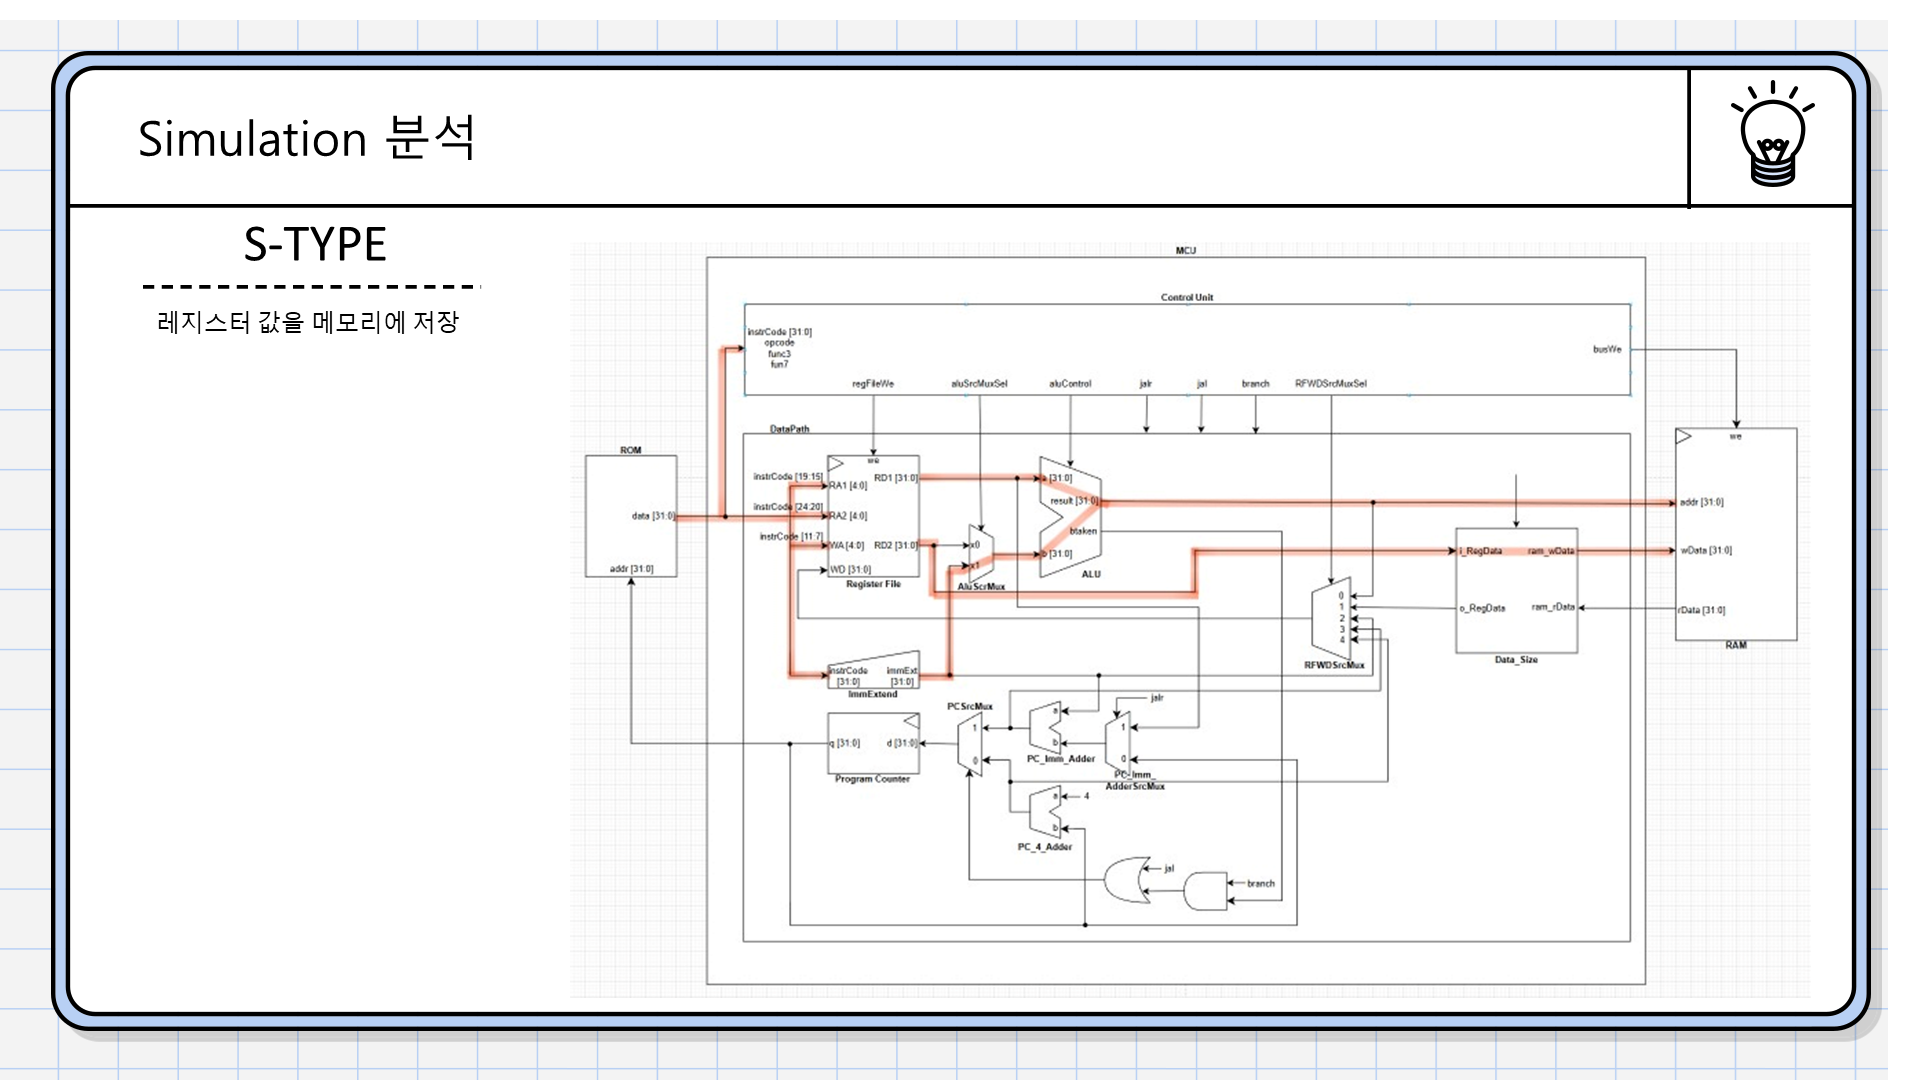 Simulation 분석
S-TYPE
레지스터 값을 메모리에 저장
MCU
Control Unit
instrCode [31:0]
opcode
func3
fun7
busWe
regFileWe
aluSrcMuxSel
aluControl
jalr
jal
branch
RFWDSrcMuxSel
DataPath
ROM
data [31:0]
addr [31:0]
instrCode [19:15]
instrCode [24:20]
instrCode [11:7]
we
RA1 [4:0]
RA2 [4:0]
WA [4:0]
WD [31:0]
RD1 [31:0]
RD2 [31:0]
Register File
x0
x1
AluScrMux
a [31:0]
b [31:0]
result [31:0]
btaken
ALU
0
1
2
3
4
RFWDSrcMux
i_RegData
ram_wData
o_RegData
ram_rData
Data_Size
we
addr [31:0]
wData [31:0]
rData [31:0]
RAM
instrCode
[31:0]
immExt
[31:0]
ImmExtend
PCSrcMux
1
0
q [31:0]
d [31:0]
Program Counter
a
b
PC_Imm_Adder
jalr
1
0
PC_Imm_
AdderSrcMux
a
4
b
PC_4_Adder
jal
branch